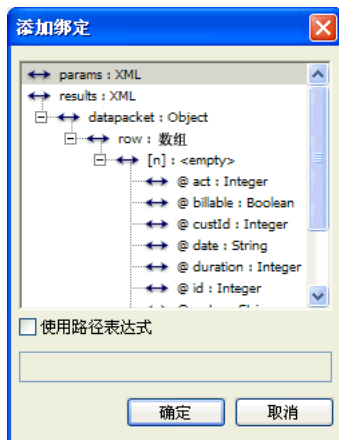 添加绑定
params : XML
results : XML
datapacket : Object
row : 数组
[n] : <empty>
@ act : Integer
@ billable : Boolean
@ custId : Integer
@ date : String
@ duration : Integer
@ id : Integer
使用路径表达式
确定 取消